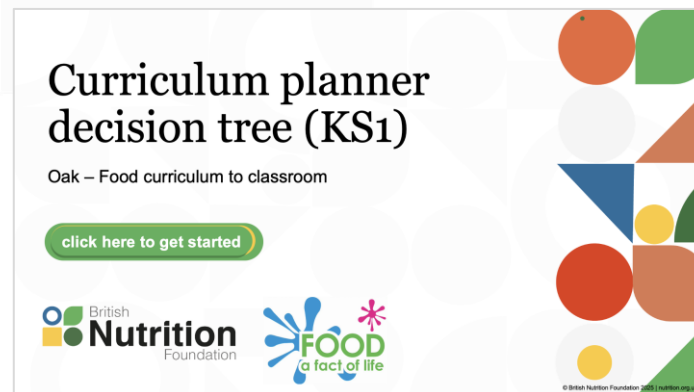 Curriculum planner
decision tree (KS1)
Oak – Food curriculum to classroom
click here to get started
British
Nutrition
Foundation
FOOD
a fact of life
© British Nutrition Foundation 2025 | nutrition.org.u